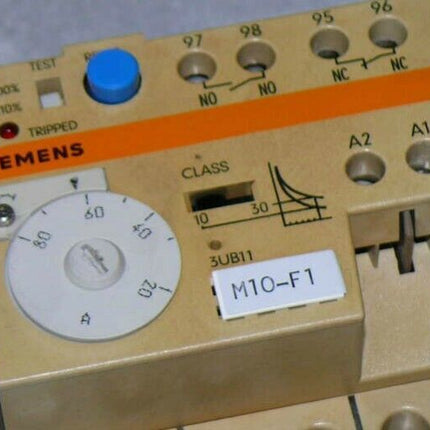 97 98 95 96
TEST
00%
10%
NO NO NC NC
TRIPPED
EMENS
A2 A1
CLASS
10 30
60
80 40
20
A
3UB11
M10-F1